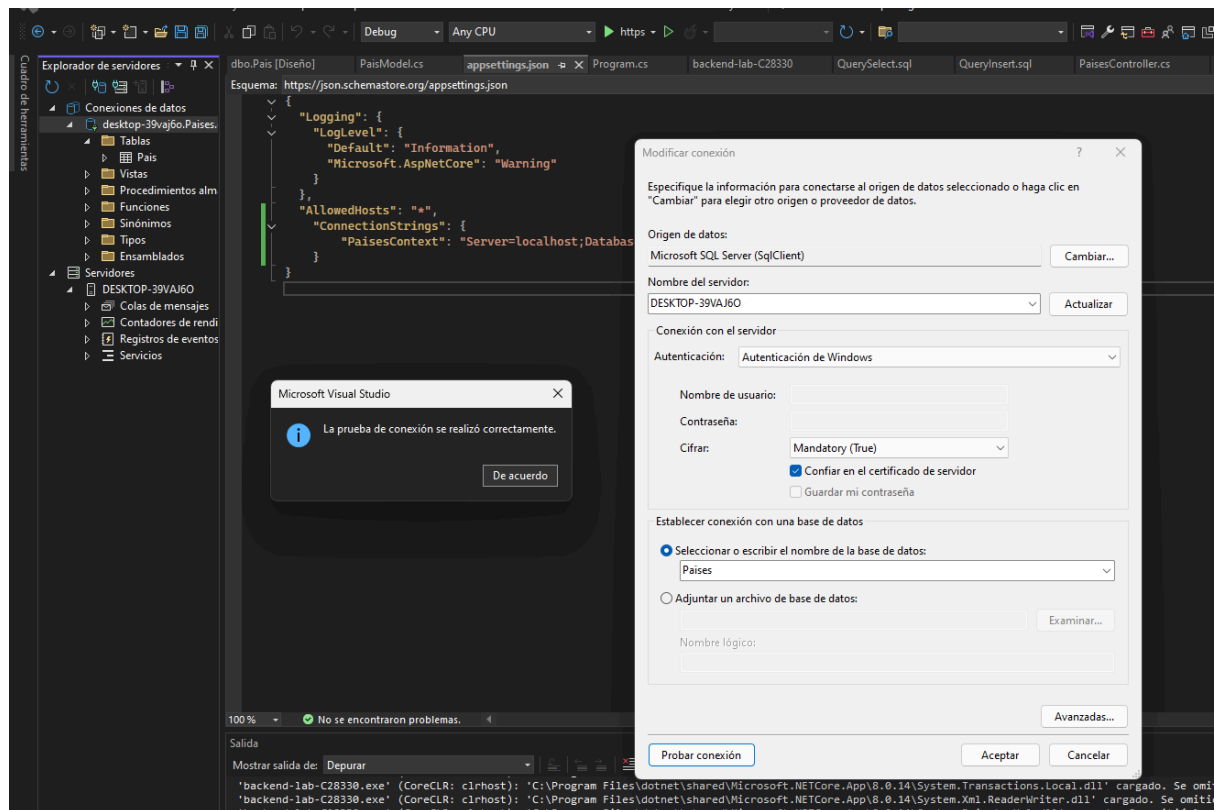 Debug
Any CPU
https
Cuadro de herramientas
Explorador de servidores
dbo.Pais [Diseño]
PaisModel.cs
appsettings.json
Program.cs
backend-lab-C28330
QuerySelect.sql
QueryInsert.sql
PaisesController.cs
Esquema: https://json.schemastore.org/appsettings.json
Conexiones de datos
desktop-39vaj6o.Paises.
Tablas
Pais
Vistas
Procedimientos alm
Funciones
Sinónimos
Tipos
Ensamblados
Servidores
DESKTOP-39VAJ6O
Colas de mensajes
Contadores de rendi
Registros de eventos
Servicios
{
"Logging": {
"LogLevel": {
"Default": "Information",
"Microsoft.AspNetCore": "Warning"
}
},
"AllowedHosts": "*",
"ConnectionStrings": {
"PaisesContext": "Server=localhost;Databas
}
}
Microsoft Visual Studio
La prueba de conexión se realizó correctamente.
De acuerdo
Modificar conexión
Especifique la información para conectarse al origen de datos seleccionado o haga clic en
"Cambiar" para elegir otro origen o proveedor de datos.
Origen de datos:
Microsoft SQL Server (SqlClient)
Cambiar...
Nombre del servidor:
DESKTOP-39VAJ6O
Actualizar
Conexión con el servidor
Autenticación:
Autenticación de Windows
Nombre de usuario:
Contraseña:
Cifrar:
Mandatory (True)
Confiar en el certificado de servidor
Guardar mi contraseña
Establecer conexión con una base de datos
Seleccionar o escribir el nombre de la base de datos:
Paises
Adjuntar un archivo de base de datos:
Examinar...
Nombre lógico:
Avanzadas...
Probar conexión
Aceptar
Cancelar
100 %
No se encontraron problemas.
Salida
Mostrar salida de: Depurar
'backend-lab-C28330.exe' (CoreCLR: clrhost): 'C:\Program Files\dotnet\shared\Microsoft.NETCore.App\8.0.14\System.Transactions.Local.dll' cargado. Se omiti
'backend-lab-C28330.exe' (CoreCLR: clrhost): 'C:\Program Files\dotnet\shared\Microsoft.NETCore.App\8.0.14\System.Xml.ReaderWriter.dll' cargado. Se omitió